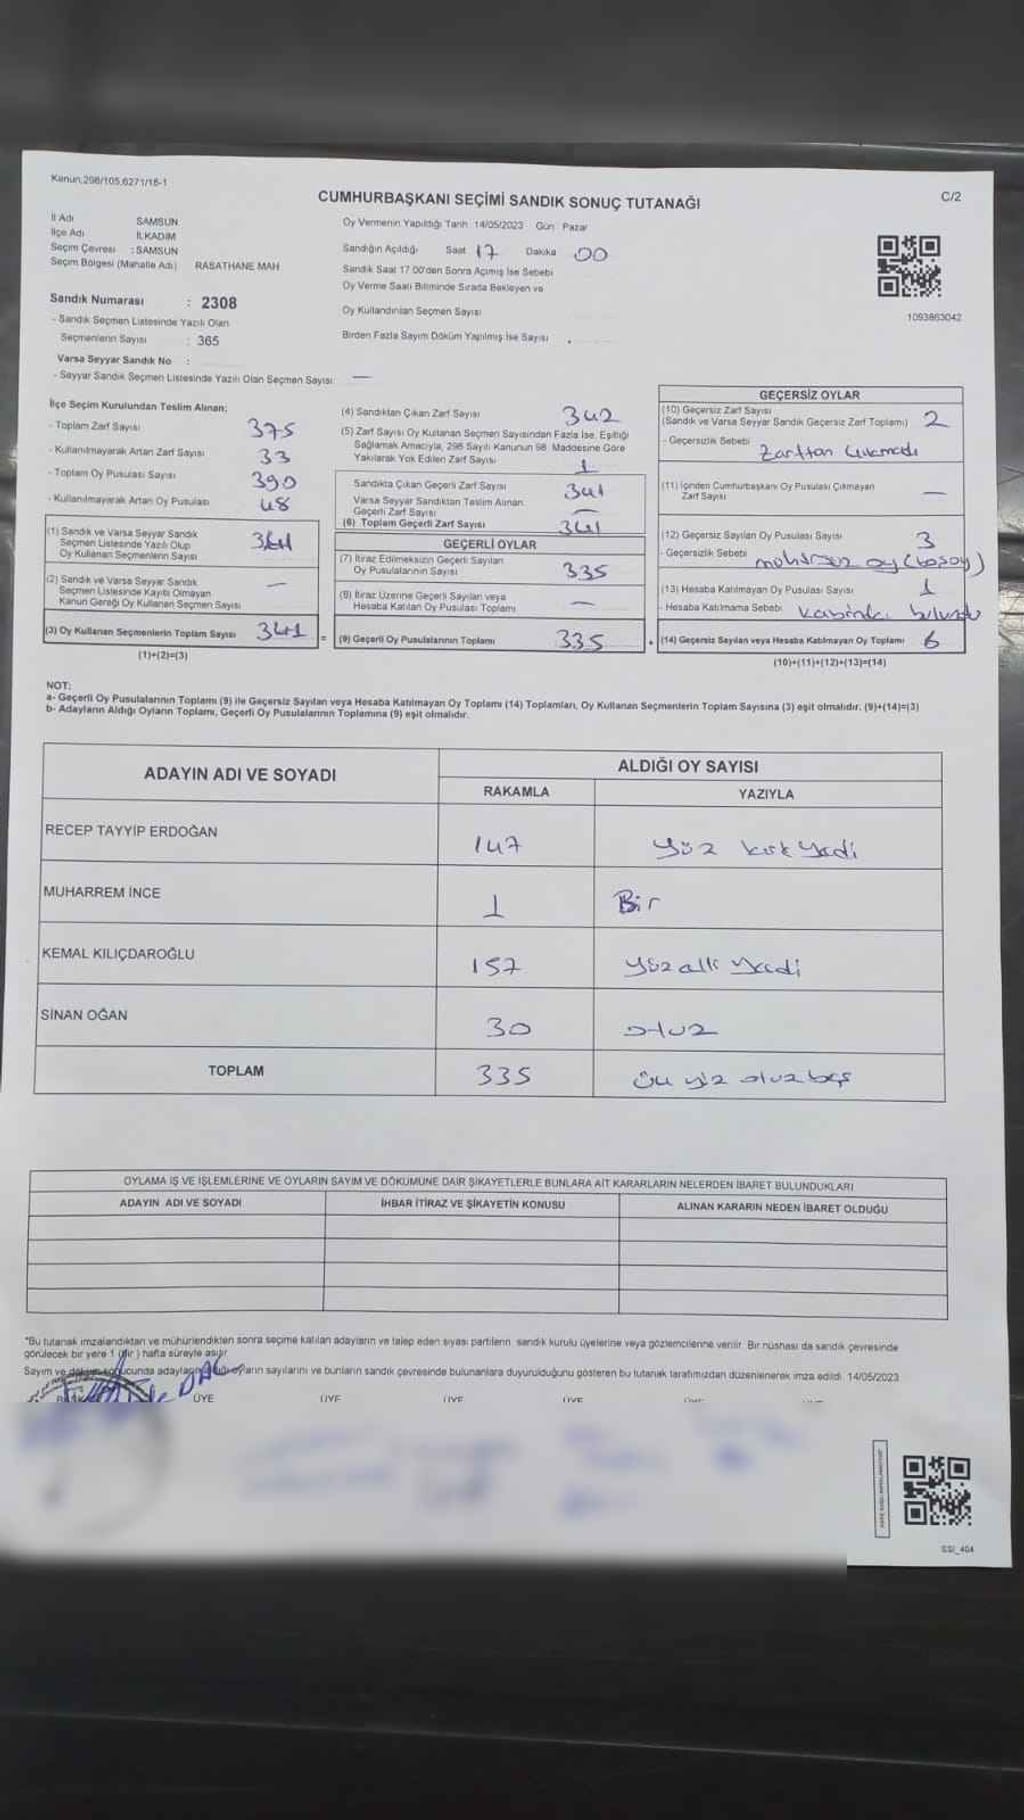 Kanun.298/105,6271/16-1
C/2
CUMHURBAŞKANI SEÇİMİ SANDIK SONUÇ TUTANAĞI
İl Adı SAMSUN
İlçe Adı İLKADIM
Seçim Çevresi : SAMSUN
Seçim Bölgesi (Mahalle Adı) RASATHANE MAH
Oy Vermenin Yapıldığı Tarih 14/05/2023 Gün Pazar
Sandığın Açıldığı Saat 17 Dakika 00
Sandık Saat 17 00'den Sonra Açılmış İse Sebebi
Oy Verme Saati Bitiminde Sırada Bekleyen ve
Oy Kullandırılan Seçmen Sayısı
Birden Fazla Sayım Döküm Yapılmış İse Sayısı
1093863042
Sandık Numarası : 2308
- Sandık Seçmen Listesinde Yazılı Olan
Seçmenlerin Sayısı : 365
Varsa Seyyar Sandık No :
- Seyyar Sandık Seçmen Listesinde Yazılı Olan Seçmen Sayısı —
İlçe Seçim Kurulundan Teslim Alınan;
- Toplam Zarf Sayısı 375
- Kullanılmayarak Artan Zarf Sayısı 33
- Toplam Oy Pusulası Sayısı 390
- Kullanılmayarak Artan Oy Pusulası 48
(1) Sandık ve Varsa Seyyar Sandık
Seçmen Listesinde Yazılı Olup
Oy Kullanan Seçmenlerin Sayısı
(2) Sandık ve Varsa Seyyar Sandık
Seçmen Listesinde Kaydı Olmayan
Kanun Gereği Oy Kullanan Seçmen Sayısı —
(3) Oy Kullanan Seçmenlerin Toplam Sayısı 341 =
(1)+(2)=(3)
(4) Sandıktan Çıkan Zarf Sayısı 342
(5) Zarf Sayısı Oy Kullanan Seçmen Sayısından Fazla İse, Eşitliği
Sağlamak Amacıyla, 298 Sayılı Kanunun 98. Maddesine Göre
Yakılarak Yok Edilen Zarf Sayısı 1
Sandıkta Çıkan Geçerli Zarf Sayısı 341
Varsa Seyyar Sandıktan Teslim Alınan
Geçerli Zarf Sayısı —
(6) Toplam Geçerli Zarf Sayısı 341
GEÇERLİ OYLAR
(7) İtiraz Edilmeksizin Geçerli Sayılan
Oy Pusulalarının Sayısı 335
(8) İtiraz Üzerine Geçerli Sayılan veya
Hesaba Katılan Oy Pusulası Toplamı —
(9) Geçerli Oy Pusulalarının Toplamı 335 +
GEÇERSİZ OYLAR
(10) Geçersiz Zarf Sayısı
(Sandık ve Varsa Seyyar Sandık Geçersiz Zarf Toplamı) 2
- Geçersizlik Sebebi Zarftan Çıkmadı
(11) İçinden Cumhurbaşkanı Oy Pusulası Çıkmayan
Zarf Sayısı —
(12) Geçersiz Sayılan Oy Pusulası Sayısı 3
- Geçersizlik Sebebi mühürsüz oy (boşoy)
(13) Hesaba Katılmayan Oy Pusulası Sayısı 1
- Hesaba Katılmama Sebebi Kabinde bulundu
(14) Geçersiz Sayılan veya Hesaba Katılmayan Oy Toplamı 6
(10)+(11)+(12)+(13)=(14)
NOT:
a- Geçerli Oy Pusulalarının Toplamı (9) ile Geçersiz Sayılan veya Hesaba Katılmayan Oy Toplamı (14) Toplamları, Oy Kullanan Seçmenlerin Toplam Sayısına (3) eşit olmalıdır. (9)+(14)=(3)
b- Adayların Aldığı Oyların Toplamı, Geçerli Oy Pusulalarının Toplamına (9) eşit olmalıdır.
ADAYIN ADI VE SOYADI ALDIĞI OY SAYISI
RAKAMLA YAZIYLA
RECEP TAYYİP ERDOĞAN 147 yüz kırk yedi
MUHARREM İNCE 1 Bir
KEMAL KILIÇDAROĞLU 157 yüz altı yedi
SİNAN OĞAN 30 otuz
TOPLAM 335 üç yüz otuz beş
OYLAMA İŞ VE İŞLEMLERİNE VE OYLARIN SAYIM VE DÖKÜMÜNE DAİR ŞİKAYETLERLE BUNLARA AİT KARARLARIN NELERDEN İBARET BULUNDUKLARI
ADAYIN ADI VE SOYADI İHBAR İTİRAZ VE ŞİKAYETİN KONUSU ALINAN KARARIN NEDEN İBARET OLDUĞU
*Bu tutanak imzalandıktan ve mühürlendikten sonra seçime katılan adayların ve talep eden siyasi partilerin sandık kurulu üyelerine veya gözlemcilerine verilir. Bir nüshası da sandık çevresinde
görülecek bir yere 1 (Bir) hafta süreyle asılır.
Sayım ve oyların sayılarını ve bunların sandık çevresinde bulunanlara duyurulduğunu gösteren bu tutanak tarafımızdan düzenlenerek imza edildi. 14/05/2023
ÜYE ÜYE ÜYE ÜYE
SSI_404